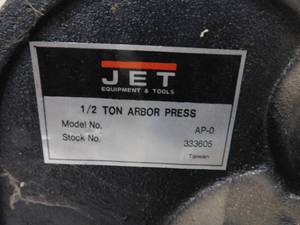 JET
EQUIPMENT & TOOLS
1/2 TON ARBOR PRESS
Model No. AP-0
Stock No. 333605
Taiwan